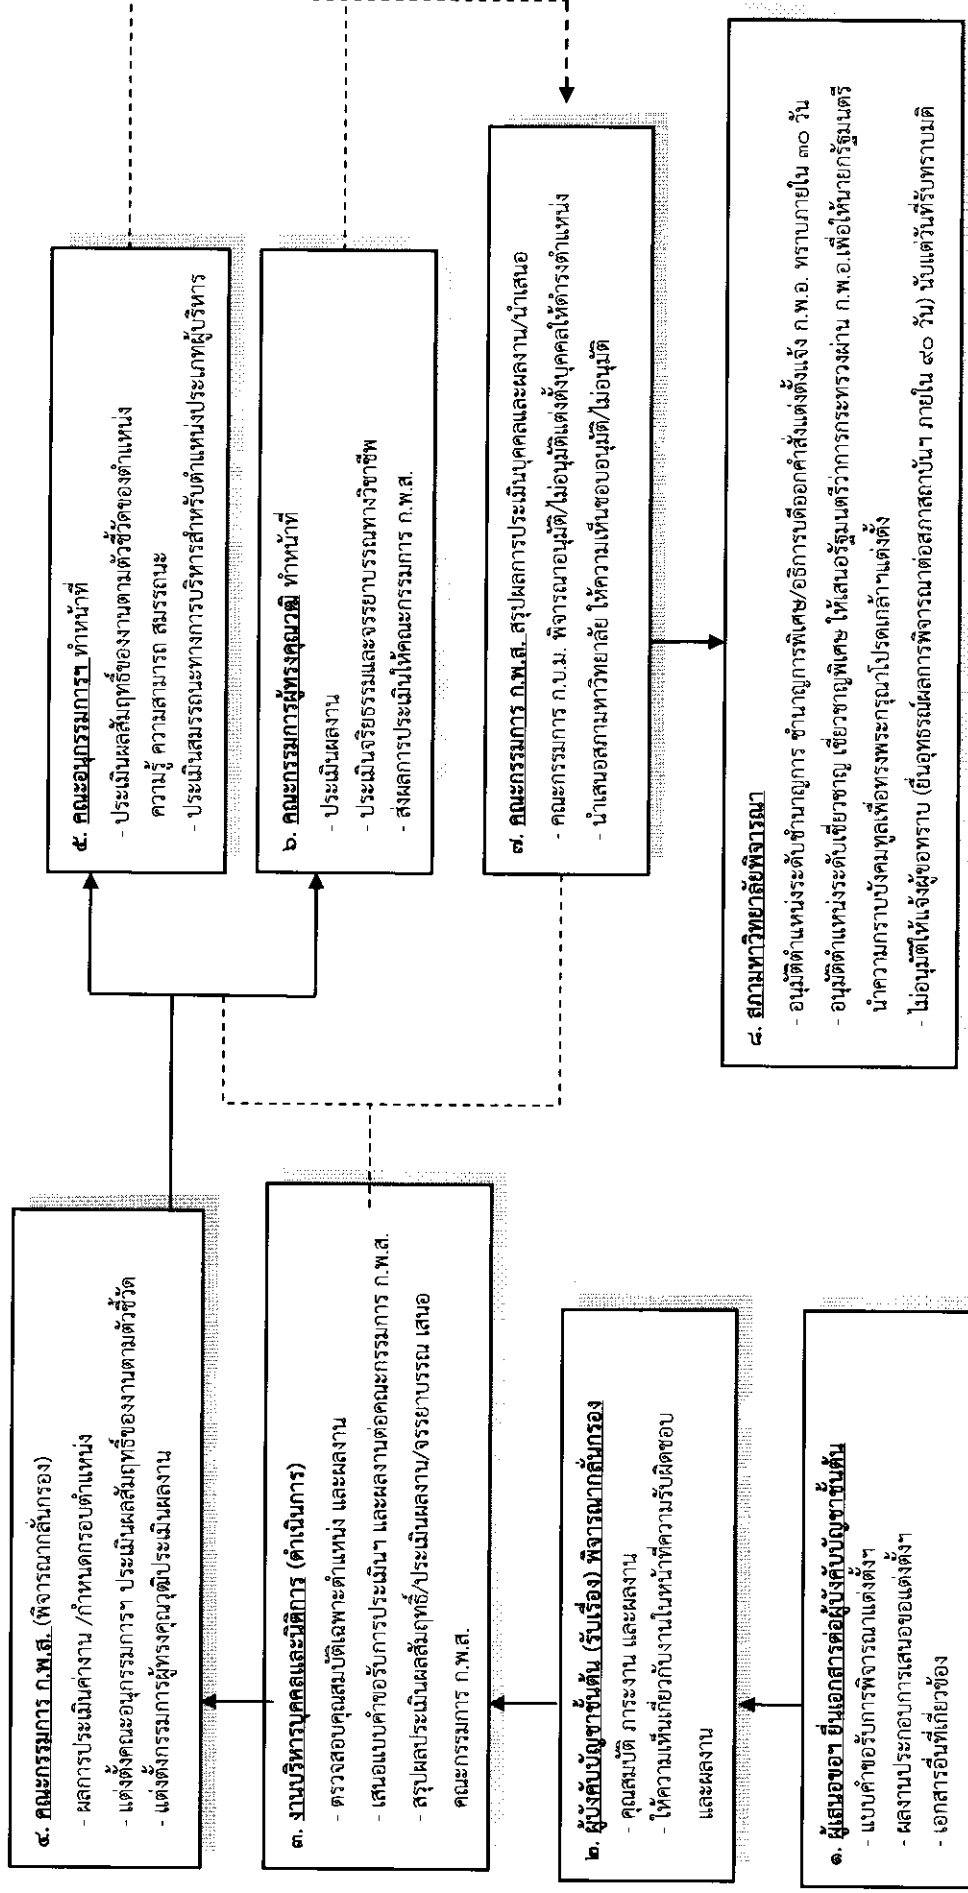 ๑. ผู้เสนอขอฯ ยื่นเอกสารต่อผู้บังคับบัญชาชั้นต้น
- แบบคำขอรับการพิจารณาแต่งตั้งฯ
- ผลงานประกอบการเสนอขอแต่งตั้งฯ
- เอกสารอื่นที่เกี่ยวข้อง
๒. ผู้บังคับบัญชาชั้นต้น (รับเรื่อง) พิจารณากลั่นกรอง
- คุณสมบัติ ภาระงาน และผลงาน
- ให้ความเห็นเกี่ยวกับงานในหน้าที่ความรับผิดชอบ
และผลงาน
๓. งานบริหารบุคคลและนิติการ (ดำเนินการ)
- ตรวจสอบคุณสมบัติเฉพาะตำแหน่ง และผลงาน
- เสนอแบบคำขอรับการประเมินฯ และผลงานต่อคณะกรรมการ ก.พ.ส.
- สรุปผลประเมินผลสัมฤทธิ์/ประเมินผลงาน/จรรยาบรรณ เสนอ
คณะกรรมการ ก.พ.ส.
๔. คณะกรรมการ ก.พ.ส. (พิจารณากลั่นกรอง)
- ผลการประเมินค่างาน /กำหนดกรอบตำแหน่ง
- แต่งตั้งคณะอนุกรรมการฯ ประเมินผลสัมฤทธิ์ของงานตามตัวชี้วัด
- แต่งตั้งกรรมการผู้ทรงคุณวุฒิประเมินผลงาน
๕. คณะอนุกรรมการฯ ทำหน้าที่
- ประเมินผลสัมฤทธิ์ของงานตามตัวชี้วัดของตำแหน่ง
ความรู้ ความสามารถ สมรรถนะ
- ประเมินสมรรถนะทางการบริหารสำหรับตำแหน่งประเภทผู้บริหาร
๖. คณะกรรมการผู้ทรงคุณวุฒิ ทำหน้าที่
- ประเมินผลงาน
- ประเมินจริยธรรมและจรรยาบรรณทางวิชาชีพ
- ส่งผลการประเมินให้คณะกรรมการ ก.พ.ส.
๗. คณะกรรมการ ก.พ.ส. สรุปผลการประเมินบุคคลและผลงาน/นำเสนอ
- คณะกรรมการ ก.บ.ม. พิจารณาอนุมัติ/ไม่อนุมัติแต่งตั้งบุคคลให้ดำรงตำแหน่ง
- นำเสนอสภามหาวิทยาลัย ให้ความเห็นชอบอนุมัติ/ไม่อนุมัติ
๘. สภามหาวิทยาลัยพิจารณา
- อนุมัติตำแหน่งระดับชำนาญการ ชำนาญการพิเศษ/อธิการบดีออกคำสั่งแต่งตั้งแจ้ง ก.พ.อ. ทราบภายใน ๓๐ วัน
- อนุมัติตำแหน่งระดับเชี่ยวชาญ เชี่ยวชาญพิเศษ ให้เสนอรัฐมนตรีว่าการกระทรวงผ่าน ก.พ.อ.เพื่อให้นายกรัฐมนตรี
นำความกราบบังคมทูลเพื่อทรงพระกรุณาโปรดเกล้าฯแต่งตั้ง
- ไม่อนุมัติให้แจ้งผู้ขอทราบ (ยื่นอุทธรณ์ผลการพิจารณาต่อสภาสถาบันฯ ภายใน ๙๐ วัน) นับแต่วันที่รับทราบมติ